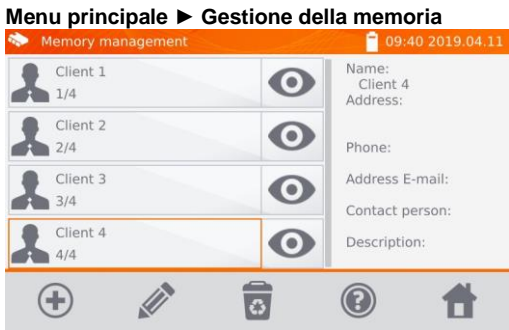 Menu principale ► Gestione della memoria
Memory management
09:40 2019.04.11
Client 1
1/4
Client 2
2/4
Client 3
3/4
Client 4
4/4
Name:
Client 4
Address:
Phone:
Address E-mail:
Contact person:
Description: